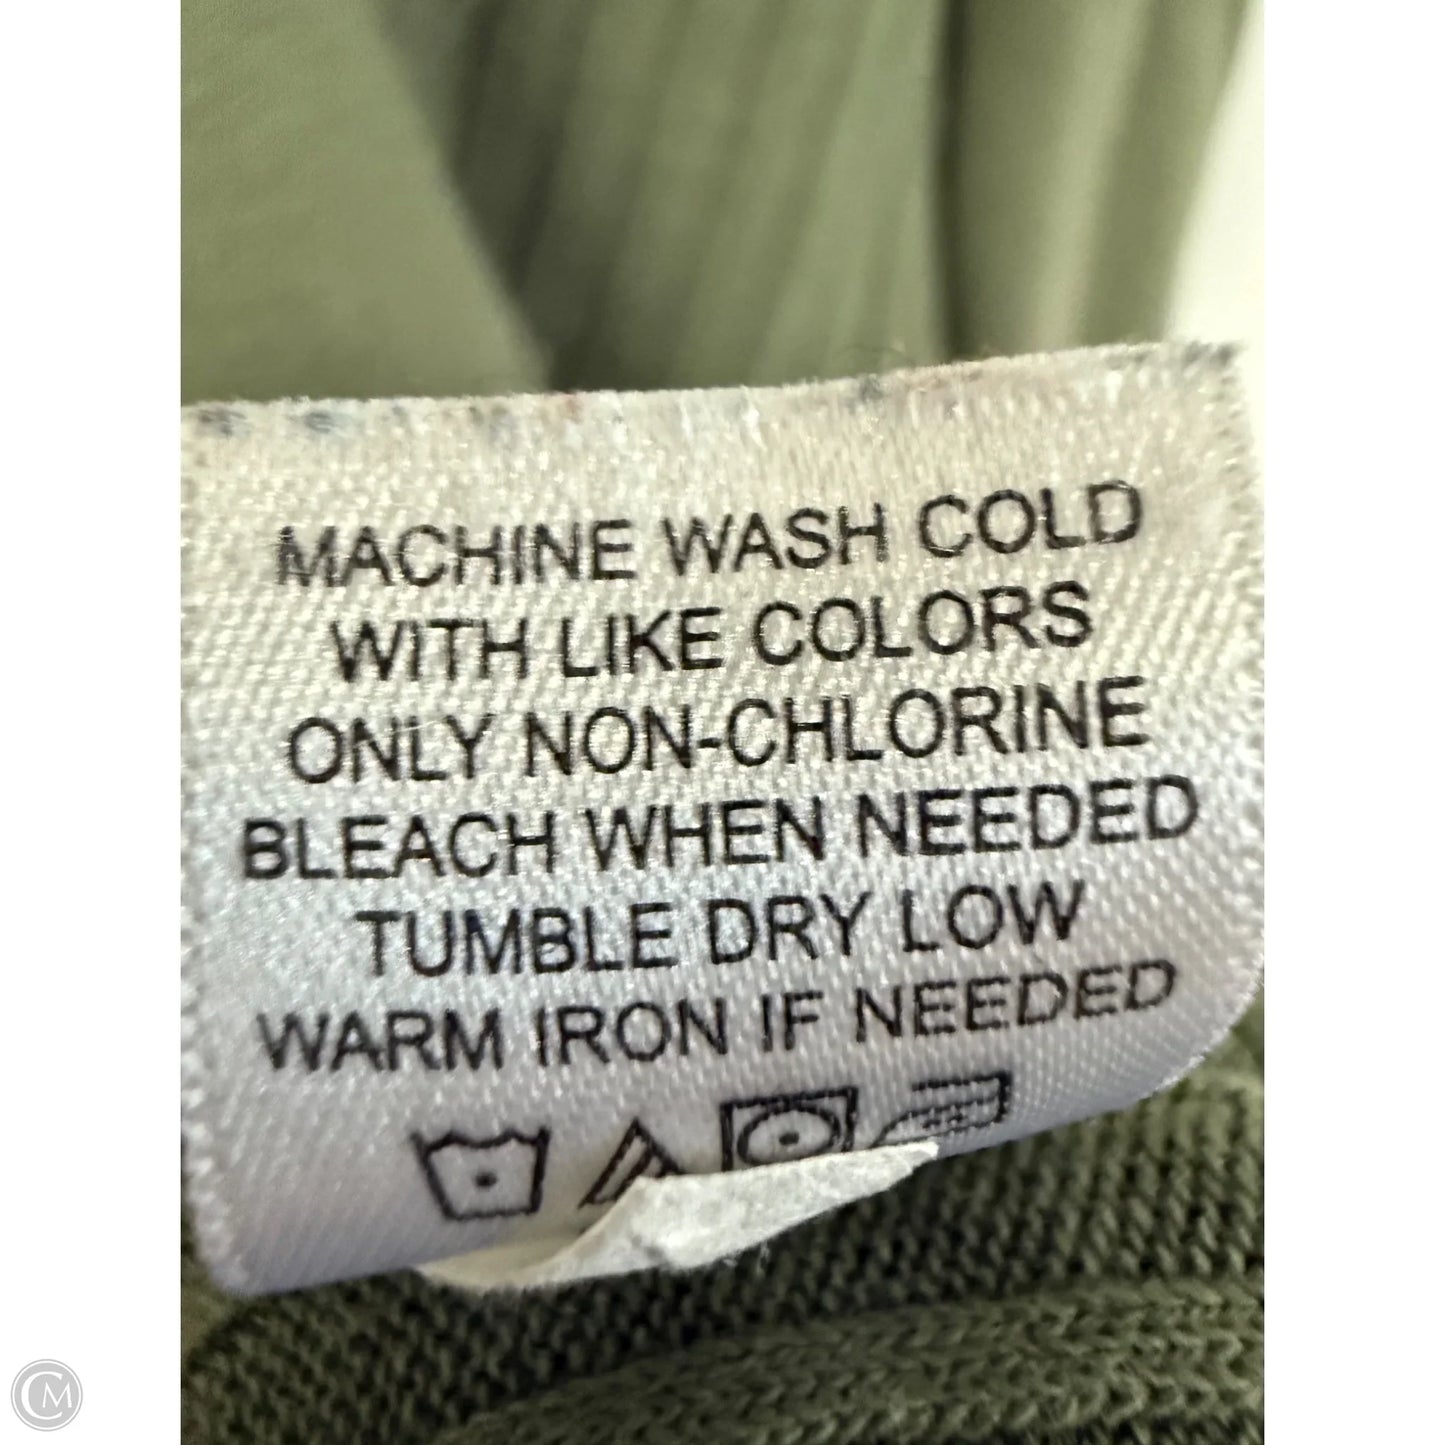 MACHINE WASH COLD
WITH LIKE COLORS
ONLY NON-CHLORINE
BLEACH WHEN NEEDED
TUMBLE DRY LOW
WARM IRON IF NEEDED
CM